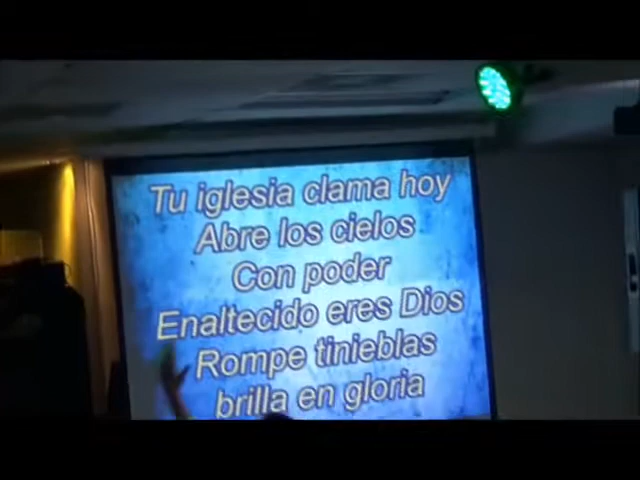 Tu iglesia clama hoy
Abre los cielos
Con poder
Enaltecido eres Dios
Rompe tinieblas
brilla en gloria